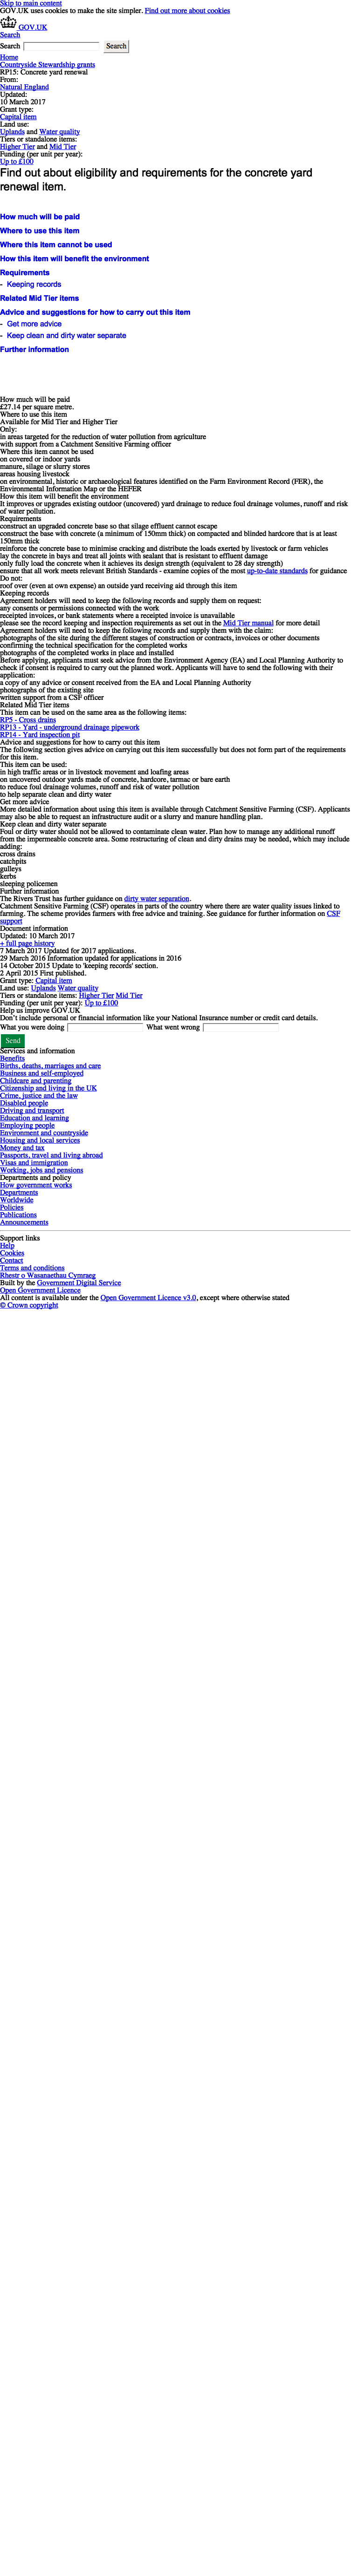 Skip to main content
GOV.UK uses cookies to make the site simpler. Find out more about cookies
GOV.UK
Search
Search Search
Home
Countryside Stewardship grants
RP15: Concrete yard renewal
From:
Natural England
Updated:
10 March 2017
Grant type:
Capital item
Land use:
Uplands and Water quality
Tiers or standalone items:
Higher Tier and Mid Tier
Funding (per unit per year):
Up to £100
Find out about eligibility and requirements for the concrete yard
renewal item.
How much will be paid
Where to use this item
Where this item cannot be used
How this item will benefit the environment
Requirements
- Keeping records
Related Mid Tier items
Advice and suggestions for how to carry out this item
- Get more advice
- Keep clean and dirty water separate
Further information
How much will be paid
£27.14 per square metre.
Where to use this item
Available for Mid Tier and Higher Tier
Only:
in areas targeted for the reduction of water pollution from agriculture
with support from a Catchment Sensitive Farming officer
Where this item cannot be used
on covered or indoor yards
manure, silage or slurry stores
areas housing livestock
on environmental, historic or archaeological features identified on the Farm Environment Record (FER), the
Environmental Information Map or the HEFER
How this item will benefit the environment
It improves or upgrades existing outdoor (uncovered) yard drainage to reduce foul drainage volumes, runoff and risk
of water pollution.
Requirements
construct an upgraded concrete base so that silage effluent cannot escape
construct the base with concrete (a minimum of 150mm thick) on compacted and blinded hardcore that is at least
150mm thick
reinforce the concrete base to minimise cracking and distribute the loads exerted by livestock or farm vehicles
lay the concrete in bays and treat all joints with sealant that is resistant to effluent damage
only fully load the concrete when it achieves its design strength (equivalent to 28 day strength)
ensure that all work meets relevant British Standards - examine copies of the most up-to-date standards for guidance
Do not:
roof over (even at own expense) an outside yard receiving aid through this item
Keeping records
Agreement holders will need to keep the following records and supply them on request:
any consents or permissions connected with the work
receipted invoices, or bank statements where a receipted invoice is unavailable
please see the record keeping and inspection requirements as set out in the Mid Tier manual for more detail
Agreement holders will need to keep the following records and supply them with the claim:
photographs of the site during the different stages of construction or contracts, invoices or other documents
confirming the technical specification for the completed works
photographs of the completed works in place and installed
Before applying, applicants must seek advice from the Environment Agency (EA) and Local Planning Authority to
check if consent is required to carry out the planned work. Applicants will have to send the following with their
application:
a copy of any advice or consent received from the EA and Local Planning Authority
photographs of the existing site
written support from a CSF officer
Related Mid Tier items
This item can be used on the same area as the following items:
RP5 - Cross drains
RP13 - Yard - underground drainage pipework
RP14 - Yard inspection pit
Advice and suggestions for how to carry out this item
The following section gives advice on carrying out this item successfully but does not form part of the requirements
for this item.
This item can be used:
in high traffic areas or in livestock movement and loafing areas
on uncovered outdoor yards made of concrete, hardcore, tarmac or bare earth
to reduce foul drainage volumes, runoff and risk of water pollution
to help separate clean and dirty water
Get more advice
More detailed information about using this item is available through Catchment Sensitive Farming (CSF). Applicants
may also be able to request an infrastructure audit or a slurry and manure handling plan.
Keep clean and dirty water separate
Foul or dirty water should not be allowed to contaminate clean water. Plan how to manage any additional runoff
from the impermeable concrete area. Some restructuring of drains and downpipes may be needed, which may include
adding:
cross drains
catchpits
gulleys
kerbs
sleeping policemen
Further information
The Rivers Trust has further guidance on dirty water separation.
Catchment Sensitive Farming (CSF) operates in parts of the country where there are water quality issues linked to
farming. The scheme provides farmers with free advice and training. See guidance for further information on CSF
support
Document information
Updated: 10 March 2017
+ full page history
7 March 2017 Updated for 2017 applications.
29 March 2016 Information updated for applications in 2016
14 October 2015 Update to 'keeping records' section.
2 April 2015 First published.
Grant type: Capital item
Land use: Uplands Water quality
Tiers or standalone items: Higher Tier Mid Tier
Funding (per unit per year): Up to £100
Help us improve GOV.UK
Don't include personal or financial information like your National Insurance number or credit card details.
What you were doing What went wrong
Send
Services and information
Benefits
Births, deaths, marriages and care
Business and self-employed
Childcare and parenting
Citizenship and living in the UK
Crime, justice and the law
Disabled people
Driving and transport
Education and learning
Employing people
Environment and countryside
Housing and local services
Money and tax
Passports, travel and living abroad
Visas and immigration
Working, jobs and pensions
Departments and policy
How government works
Departments
Worldwide
Policies
Publications
Announcements
Support links
Help
Cookies
Contact
Terms and conditions
Rhestr o Wasanaethau Cymraeg
Built by the Government Digital Service
Open Government Licence
All content is available under the Open Government Licence v3.0, except where otherwise stated
© Crown copyright